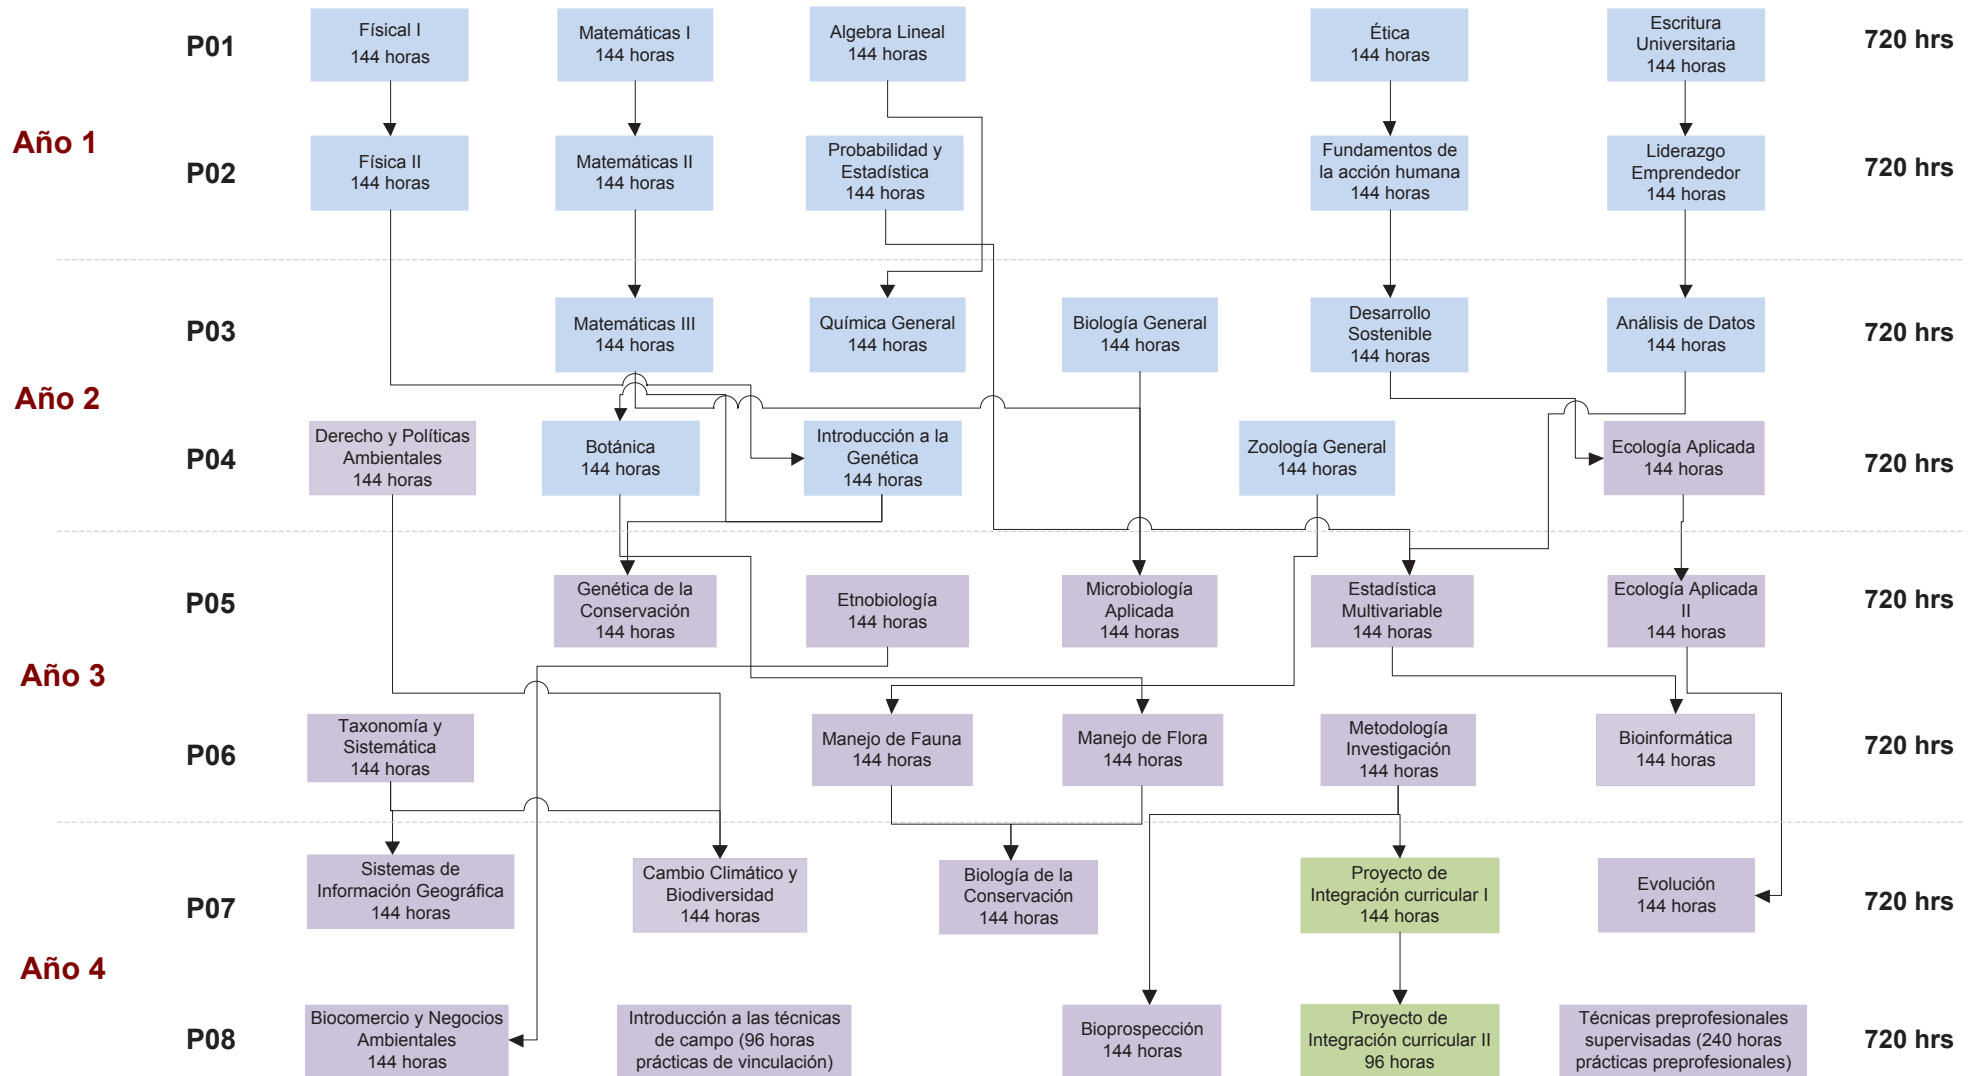 P01
Físical I
144 horas
Matemáticas I
144 horas
Algebra Lineal
144 horas
Ética
144 horas
Escritura
Universitaria
144 horas
720 hrs
Año 1
P02
Física II
144 horas
Matemáticas II
144 horas
Probabilidad y
Estadística
144 horas
Fundamentos de
la acción humana
144 horas
Liderazgo
Emprendedor
144 horas
720 hrs
P03
Matemáticas III
144 horas
Química General
144 horas
Biología General
144 horas
Desarrollo
Sostenible
144 horas
Análisis de Datos
144 horas
720 hrs
Año 2
P04
Derecho y Políticas
Ambientales
144 horas
Botánica
144 horas
Introducción a la
Genética
144 horas
Zoología General
144 horas
Ecología Aplicada
144 horas
720 hrs
P05
Genética de la
Conservación
144 horas
Etnobiología
144 horas
Microbiología
Aplicada
144 horas
Estadística
Multivariable
144 horas
Ecología Aplicada
II
144 horas
720 hrs
Año 3
P06
Taxonomía y
Sistemática
144 horas
Manejo de Fauna
144 horas
Manejo de Flora
144 horas
Metodología
Investigación
144 horas
Bioinformática
144 horas
720 hrs
P07
Sistemas de
Información Geográfica
144 horas
Cambio Climático y
Biodiversidad
144 horas
Biología de la
Conservación
144 horas
Proyecto de
Integración curricular I
144 horas
Evolución
144 horas
720 hrs
Año 4
P08
Biocomercio y Negocios
Ambientales
144 horas
Introducción a las técnicas
de campo (96 horas
prácticas de vinculación)
Bioprospección
144 horas
Proyecto de
Integración curricular II
96 horas
Técnicas preprofesionales
supervisadas (240 horas
prácticas preprofesionales)
720 hrs